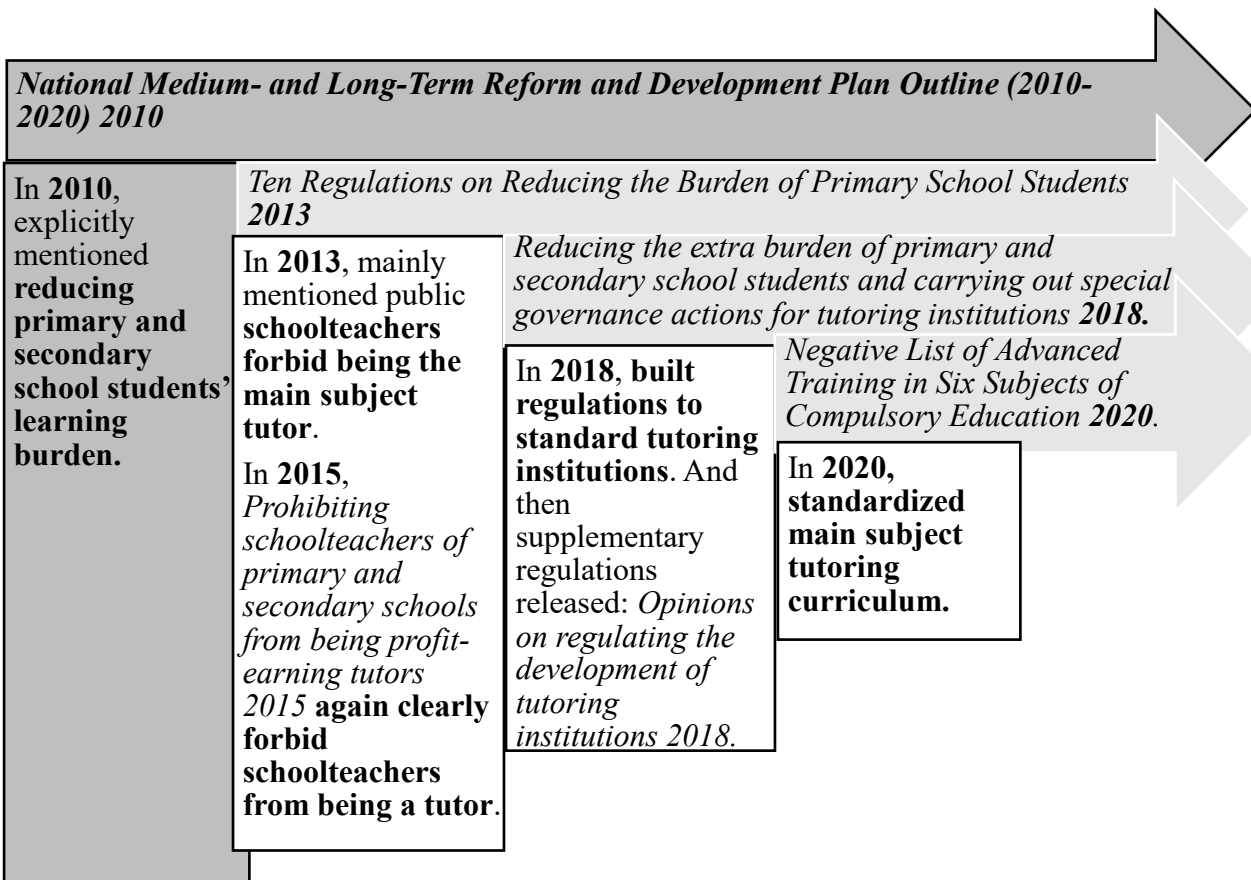 National Medium- and Long-Term Reform and Development Plan Outline (2010-
2020) 2010
In 2010,
explicitly
mentioned
reducing
primary and
secondary
school students’
learning
burden.
Ten Regulations on Reducing the Burden of Primary School Students
2013
In 2013, mainly
mentioned public
schoolteachers
forbid being the
main subject
tutor.
In 2015,
Prohibiting
schoolteachers of
primary and
secondary schools
from being profit-
earning tutors
2015 again clearly
forbid
schoolteachers
from being a tutor.
Reducing the extra burden of primary and
secondary school students and carrying out special
governance actions for tutoring institutions 2018.
In 2018, built
regulations to
standard tutoring
institutions. And
then
supplementary
regulations
released: Opinions
on regulating the
development of
tutoring
institutions 2018.
Negative List of Advanced
Training in Six Subjects of
Compulsory Education 2020.
In 2020,
standardized
main subject
tutoring
curriculum.